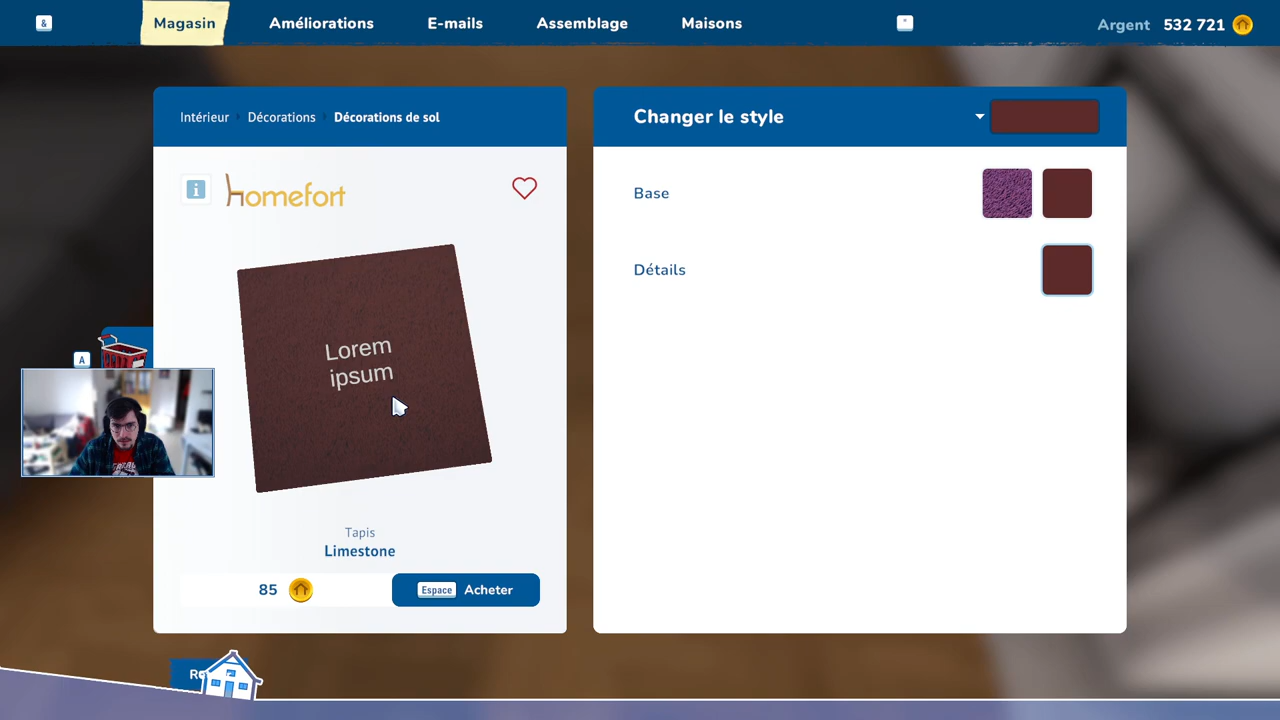 &
Magasin
Améliorations
E-mails
Assemblage
Maisons
"
Argent 532 721
Intérieur
Décorations
Décorations de sol
Changer le style
i
homefort
Base
Détails
Lorem
ipsum
A
Tapis
Limestone
85
Espace
Acheter